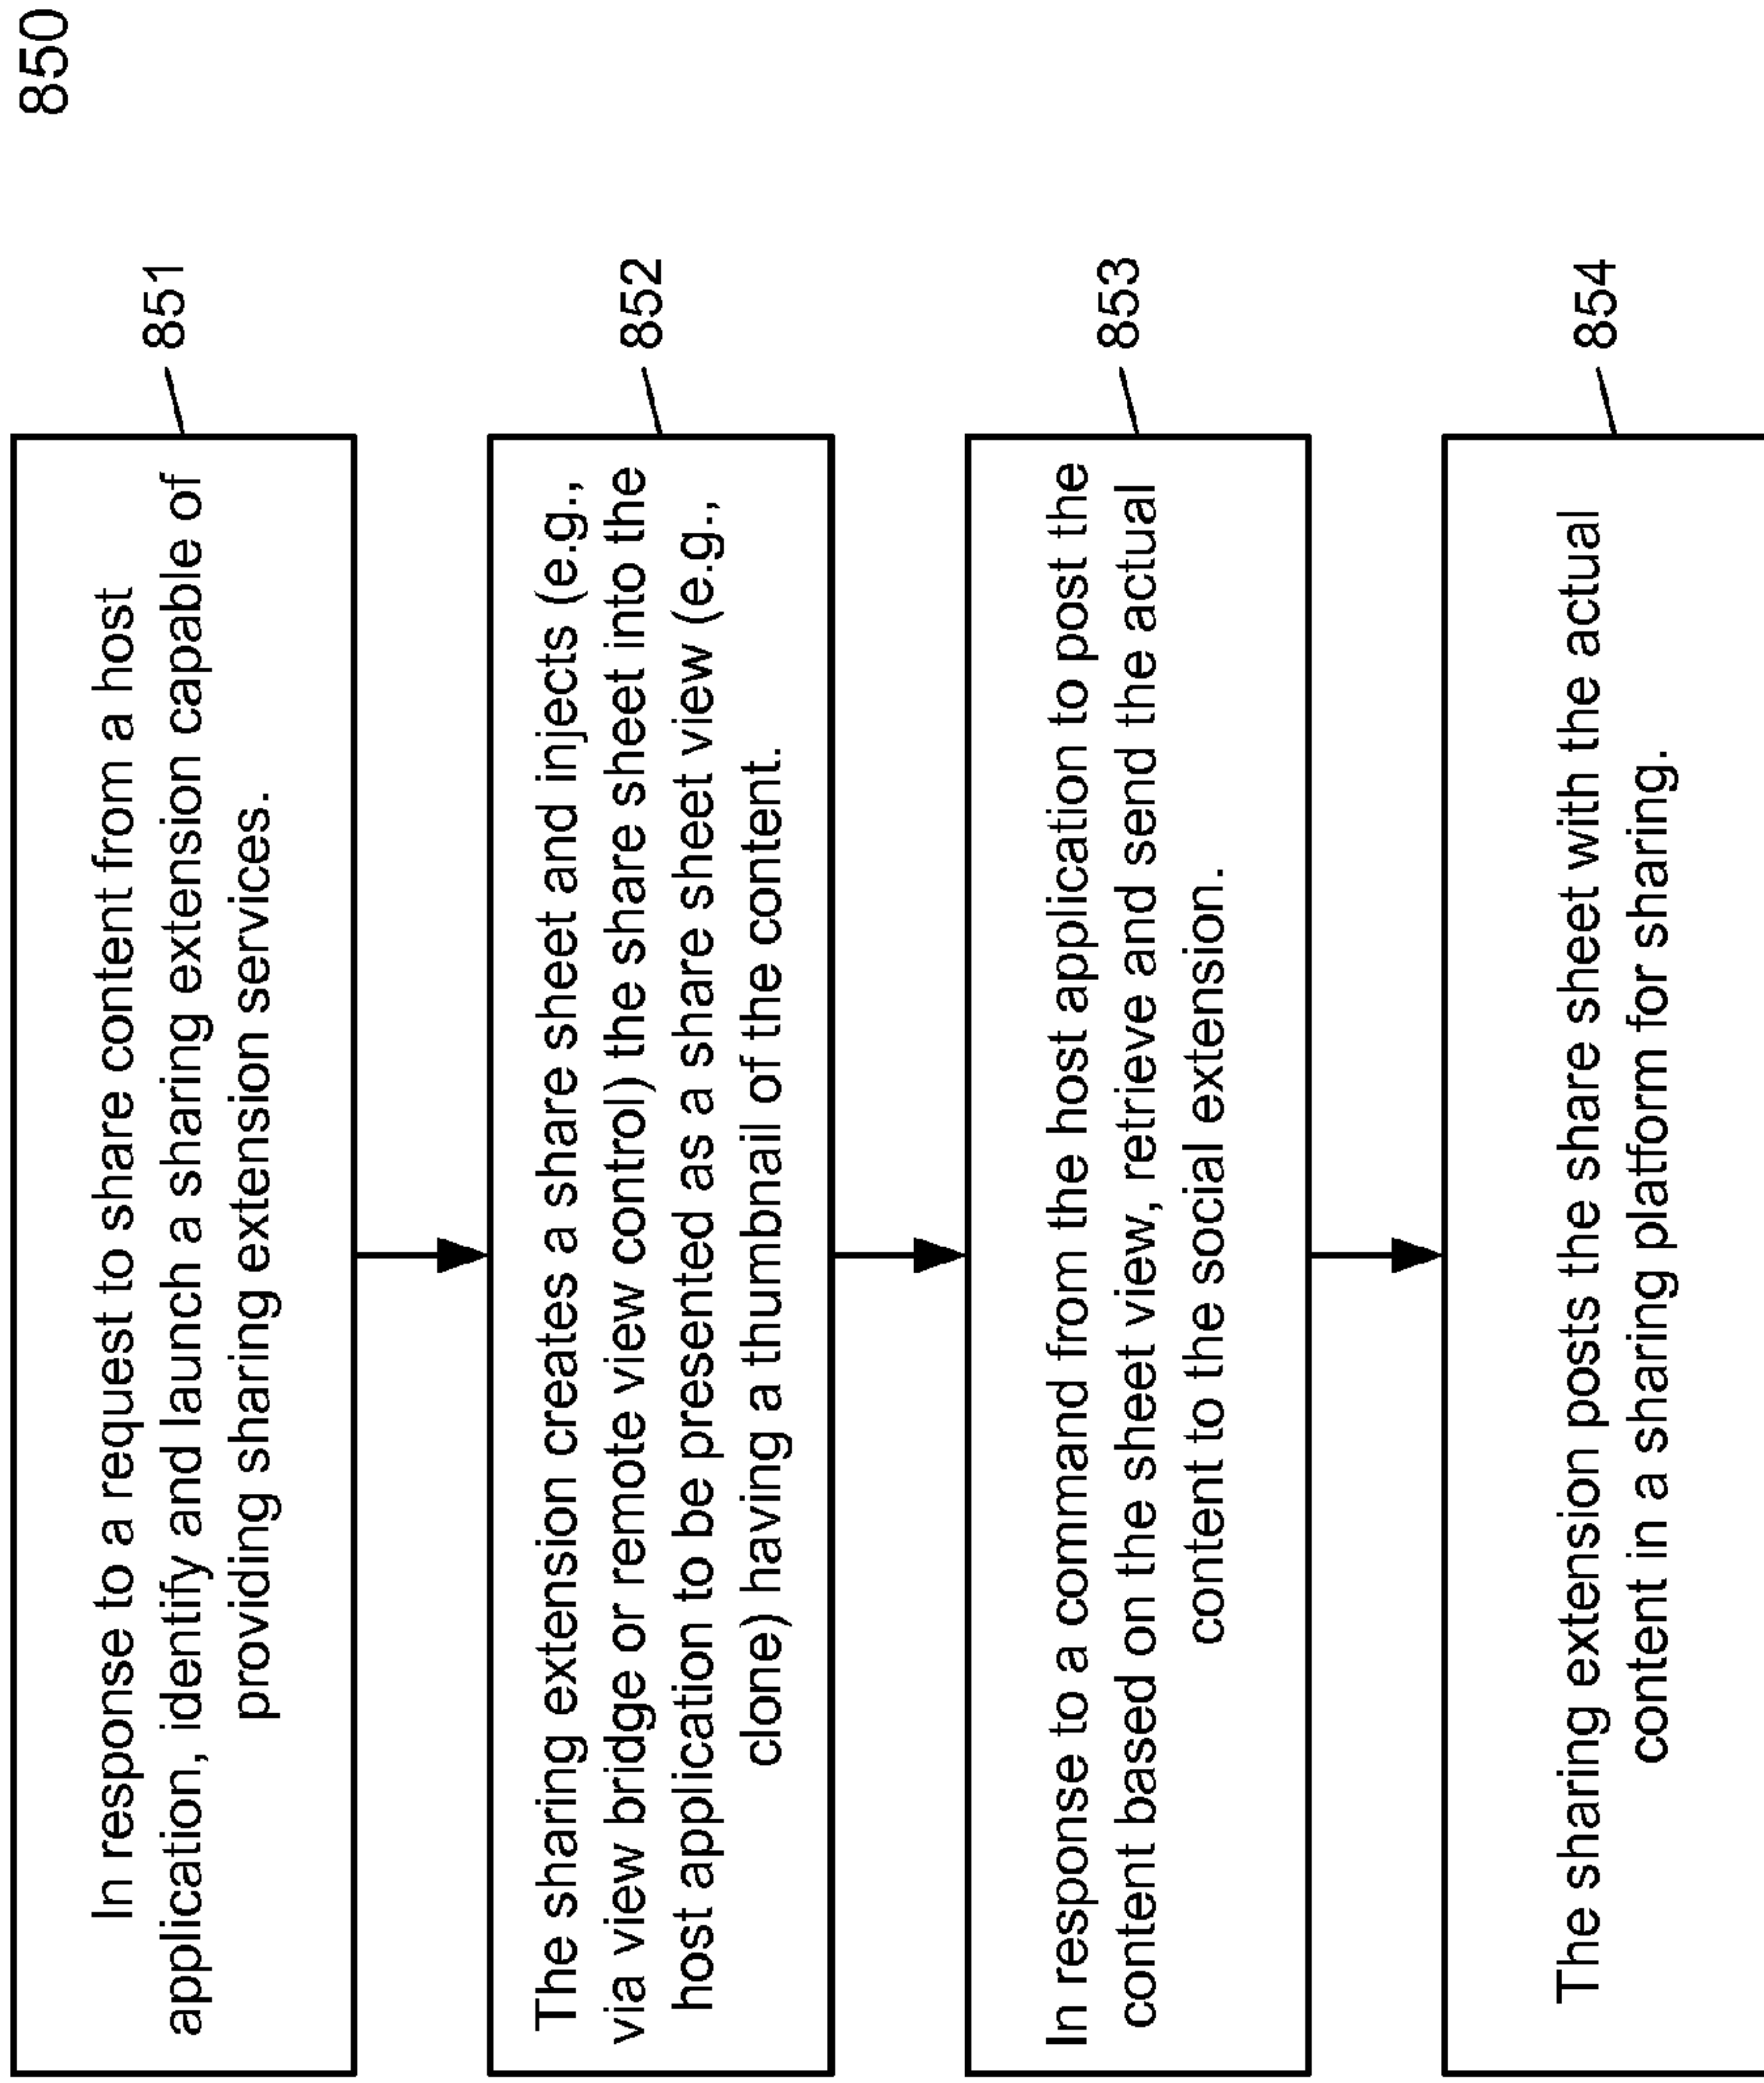 850
In response to a request to share content from a host
application, identify and launch a sharing extension capable of
providing sharing extension services.
851
The sharing extension creates a share sheet and injects (e.g.,
via view bridge or remote view control) the share sheet into the
host application to be presented as a share sheet view (e.g.,
clone) having a thumbnail of the content.
852
In response to a command from the host application to post the
content based on the sheet view, retrieve and send the actual
content to the social extension.
853
The sharing extension posts the share sheet with the actual
content in a sharing platform for sharing.
854